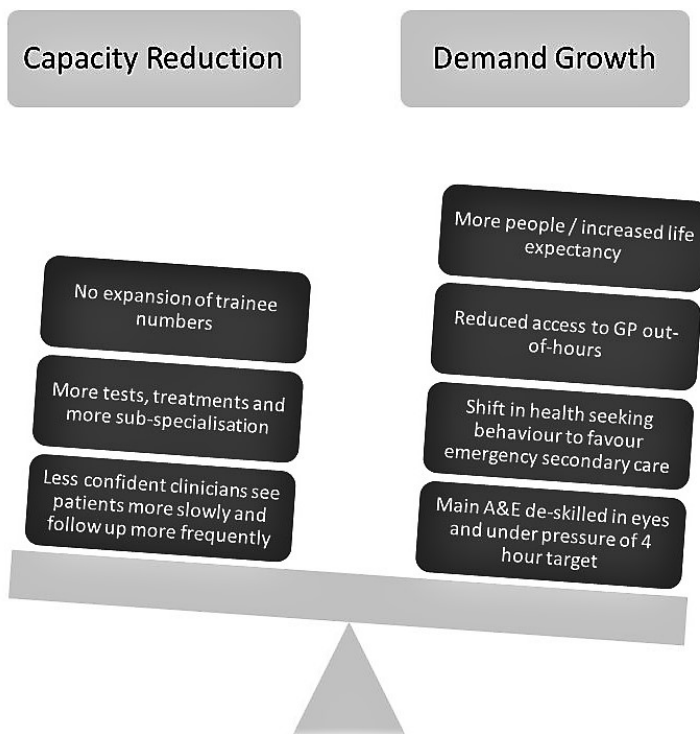 Capacity Reduction
Demand Growth
No expansion of trainee
numbers
More tests, treatments and
more sub-specialisation
Less confident clinicians see
patients more slowly and
follow up more frequently
More people / increased life
expectancy
Reduced access to GP out-
of-hours
Shift in health seeking
behaviour to favour
emergency secondary care
Main A&E de-skilled in eyes
and under pressure of 4
hour target